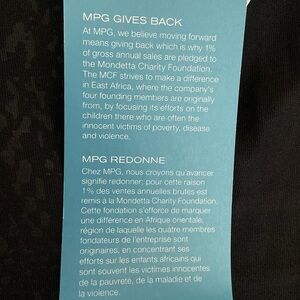 MPG GIVES BACK
At MPG, we believe moving forward
means giving back which is why 1%
of gross annual sales are pledged to
the Mondetta Charity Foundation.
The MCF strives to make a difference
in East Africa, where the company's
four founding members are originally
from, by focusing its efforts on the
children there who are often the
innocent victims of poverty, disease
and violence.
MPG REDONNE
Chez MPG, nous croyons qu'avancer
signifie redonner; pour cette raison
1% des ventes annuelles brutes est
remis à la Mondetta Charity Foundation.
Cette fondation s'efforce de marquer
une différence en Afrique orientale,
région de laquelle les quatre membres
fondateurs de l'entreprise sont
originaires, en concentrant ses
efforts sur les enfants africains qui
sont souvent les victimes innocentes
de la pauvreté, de la maladie et de
la violence.